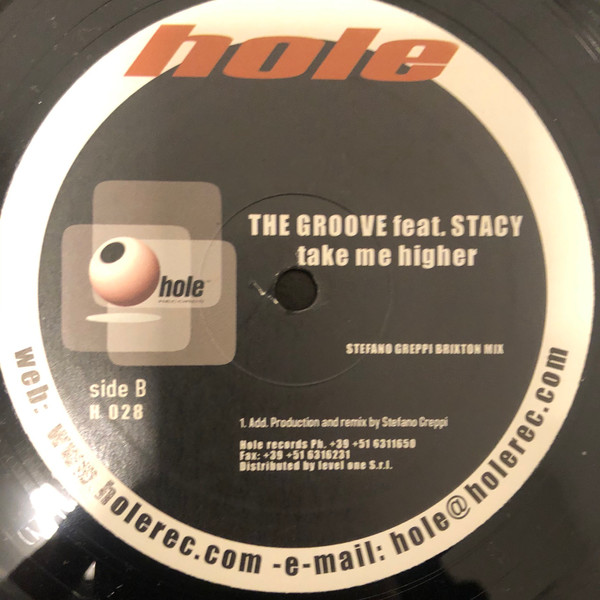 hole
THE GROOVE feat. STACY
take me higher
hole™
RECORDS
STEFANO GREPPI BRIXTON MIX
side B
H. 028
1. Add. Production and remix by Stefano Greppi
Hole records Ph. +39 +51 6311650
Fax: +39 +51 6316231
Distributed by level one S.r.l.
web: www.holerec.com -e-mail: hole@holerec.com